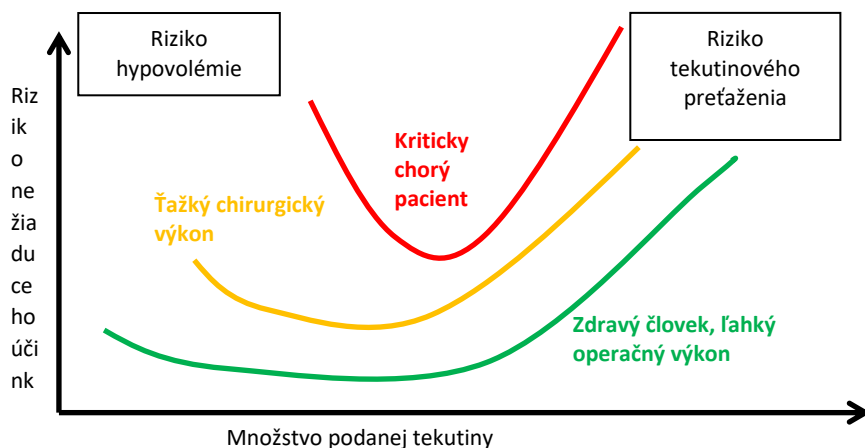 Riziko
hypovolémie
Riziko
tekutinového
preťaženia
Riz
ik
o
ne
žia
du
ce
ho
účí
nk
Kriticky
chorý
pacient
Ťažký chirurgický
výkon
Zdravý človek, ľahký
operačný výkon
Množstvo podanej tekutiny